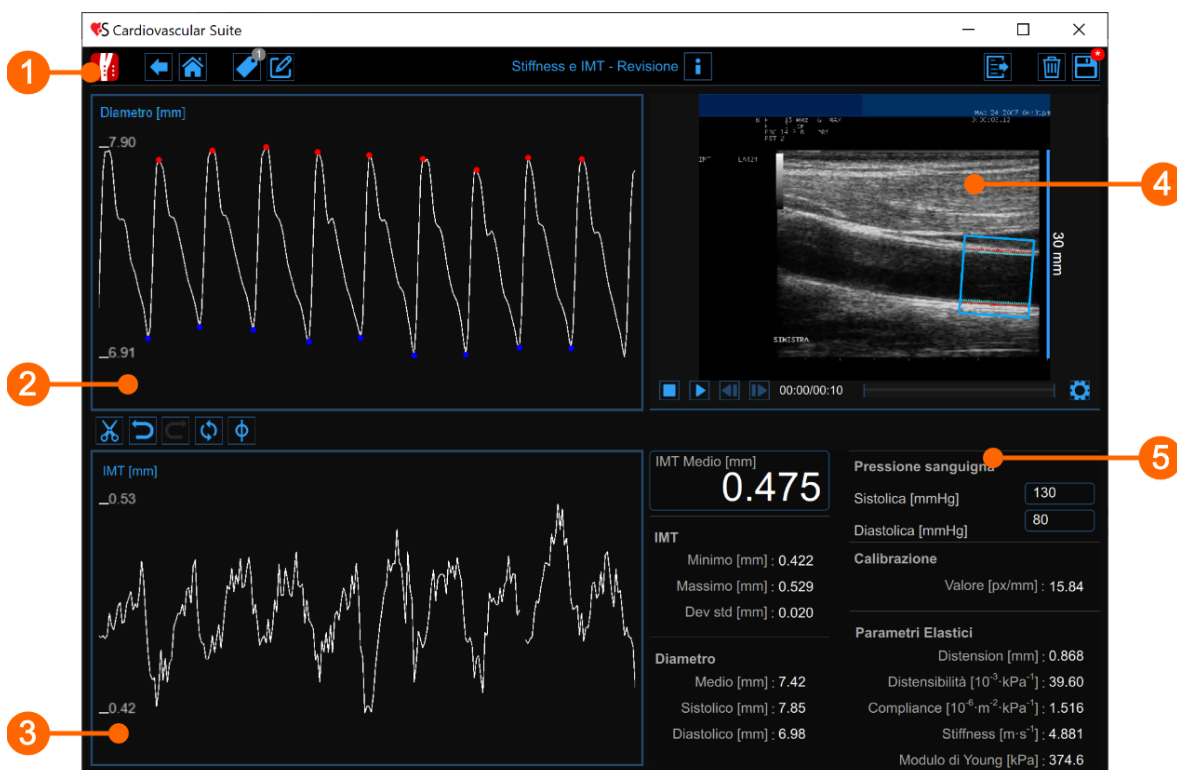 Cardiovascular Suite
1
1
Stiffness e IMT - Revisione
Diametro [mm]
7.90
6.91
2
4
30 mm
SINISTRA
00:00/00:10
IMT [mm]
0.53
0.42
3
IMT Medio [mm]
0.475
IMT
Minimo [mm] : 0.422
Massimo [mm] : 0.529
Dev std [mm] : 0.020
Diametro
Medio [mm] : 7.42
Sistolico [mm] : 7.85
Diastolico [mm] : 6.98
5
Pressione sanguigna
Sistolica [mmHg] 130
Diastolica [mmHg] 80
Calibrazione
Valore [px/mm] : 15.84
Parametri Elastici
Distension [mm] : 0.868
Distensibilità [10⁻³·kPa⁻¹] : 39.60
Compliance [10⁻⁶·m⁻²·kPa⁻¹] : 1.516
Stiffness [m·s⁻¹] : 4.881
Modulo di Young [kPa] : 374.6